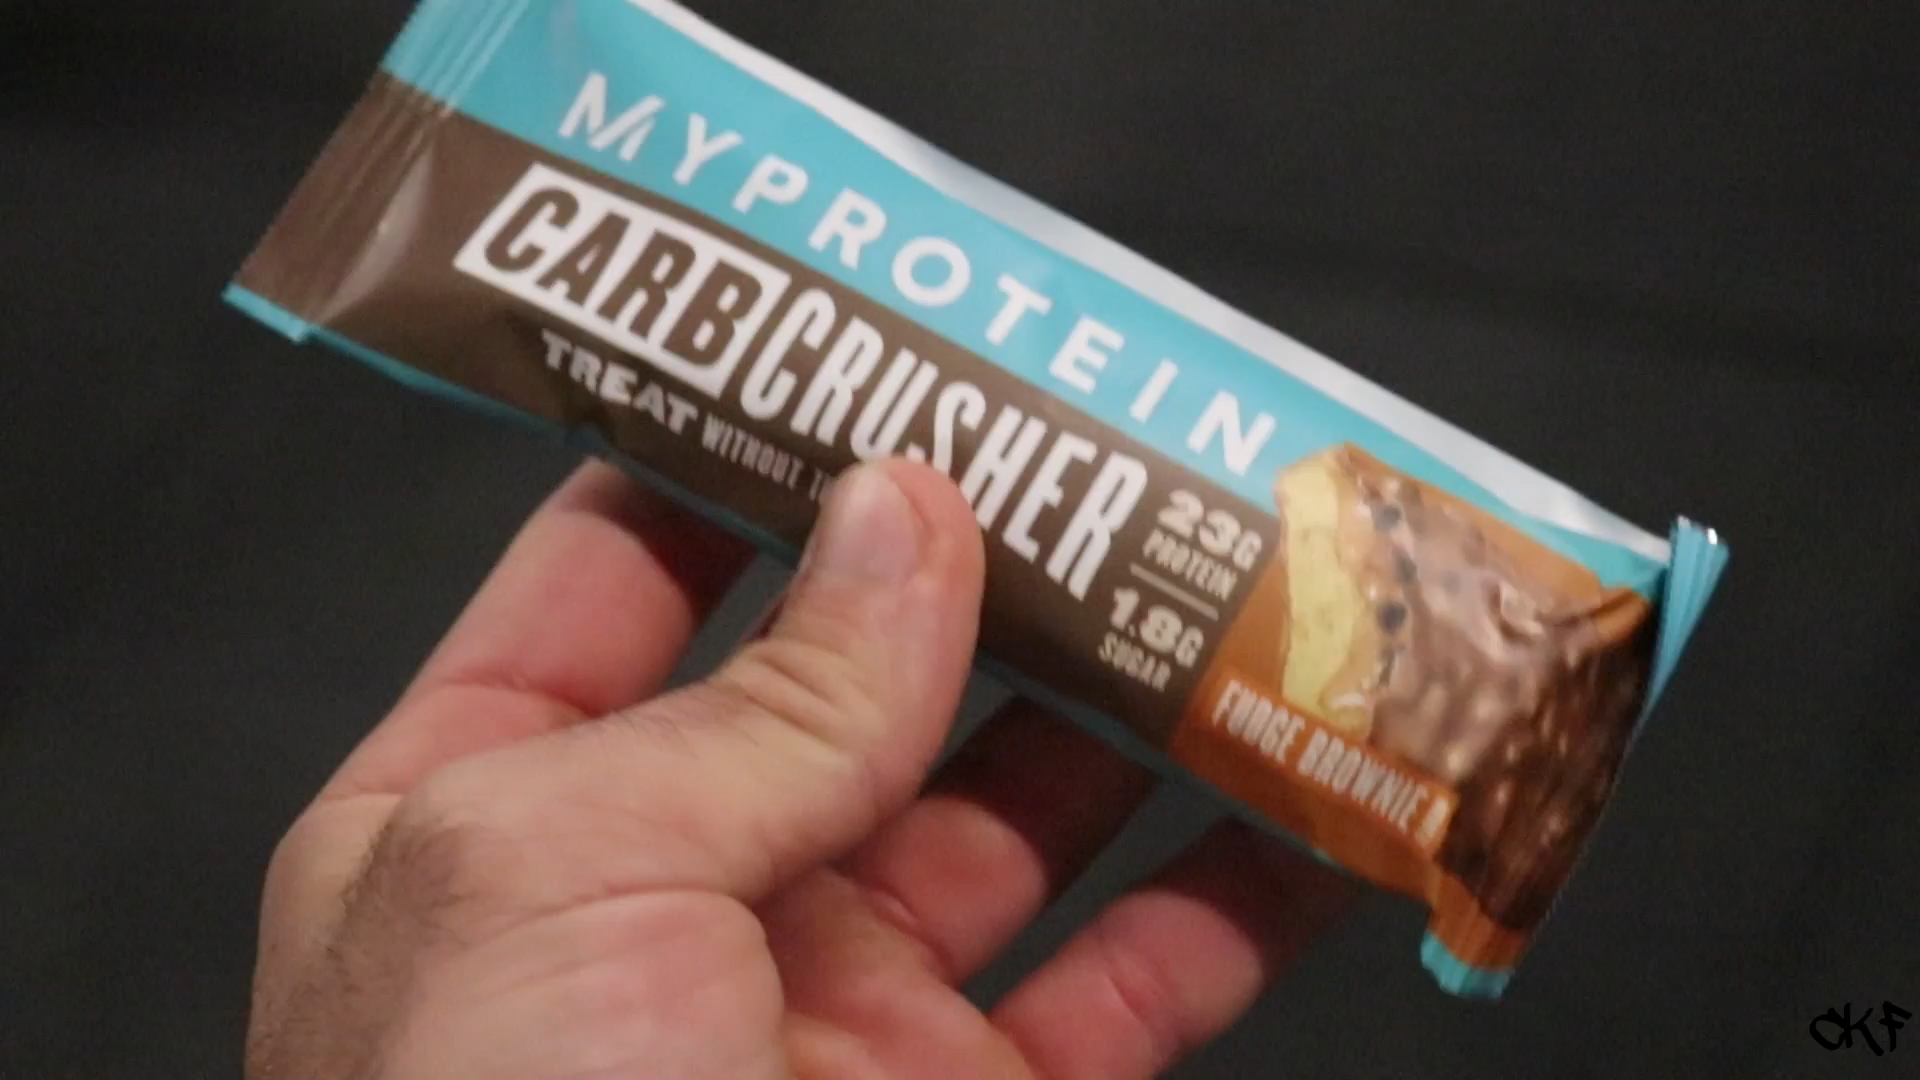 MYPROTEIN
CARB CRUSHER
TREAT WITHOUT
23G
PROTEIN
1.8G
SUGAR
FUDGE BROWNIE
CKF